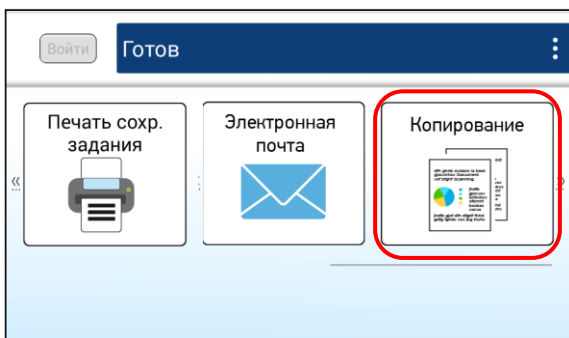 Войти
Готов
Печать сохр.
задания
Электронная
почта
Копирование